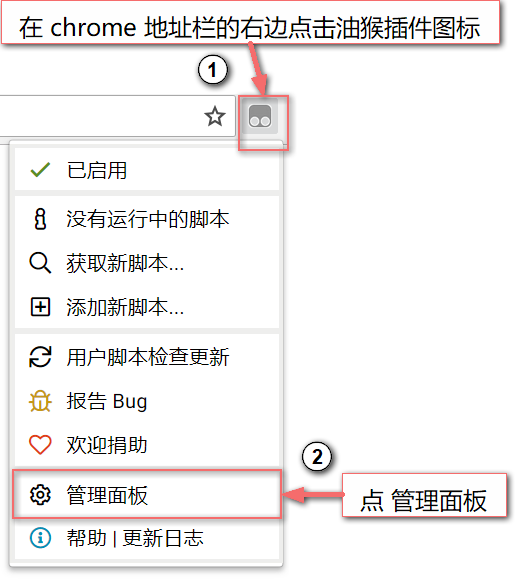 在 chrome 地址栏的右边点击油猴插件图标
1
已启用
没有运行中的脚本
获取新脚本...
添加新脚本...
用户脚本检查更新
报告 Bug
欢迎捐助
2
管理面板
点 管理面板
帮助 | 更新日志